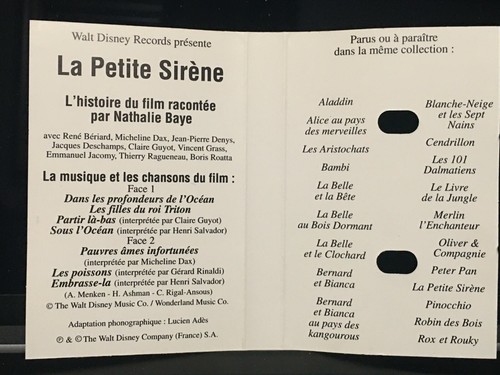 Walt Disney Records présente
La Petite Sirène
L'histoire du film racontée
par Nathalie Baye
avec René Bériard, Micheline Dax, Jean-Pierre Denys,
Jacques Deschamps, Claire Guyot, Vincent Grass,
Emmanuel Jacomy, Thierry Ragueneau, Boris Roatta
La musique et les chansons du film :
Face 1
Dans les profondeurs de l'Océan
Les filles du roi Triton
Partir là-bas (interprétée par Claire Guyot)
Sous l'Océan (interprétée par Henri Salvador)
Face 2
Pauvres âmes infortunées
(interprétée par Micheline Dax)
Les poissons (interprétée par Gérard Rinaldi)
Embrasse-la (interprétée par Henri Salvador)
(A. Menken - H. Ashman - C. Rigal-Ansous)
© The Walt Disney Music Co. / Wonderland Music Co.
Adaptation phonographique : Lucien Adès
℗ & © The Walt Disney Company (France) S.A.
Parus ou à paraître
dans la même collection :
Aladdin
Alice au pays
des merveilles
Les Aristochats
Bambi
La Belle
et la Bête
La Belle
au Bois Dormant
La Belle
et le Clochard
Bernard
et Bianca
Bernard
et Bianca
au pays des
kangourous
Blanche-Neige
et les Sept
Nains
Cendrillon
Les 101
Dalmatiens
Le Livre
de la Jungle
Merlin
l'Enchanteur
Oliver &
Compagnie
Peter Pan
La Petite Sirène
Pinocchio
Robin des Bois
Rox et Rouky